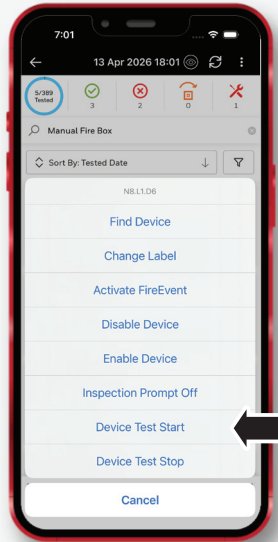 7:01
13 Apr 2026 18:01
5/389
Tested
3
2
0
1
Manual Fire Box
Sort By: Tested Date
N8.L1.D6
Find Device
Change Label
Activate FireEvent
Disable Device
Enable Device
Inspection Prompt Off
Device Test Start
Device Test Stop
Cancel